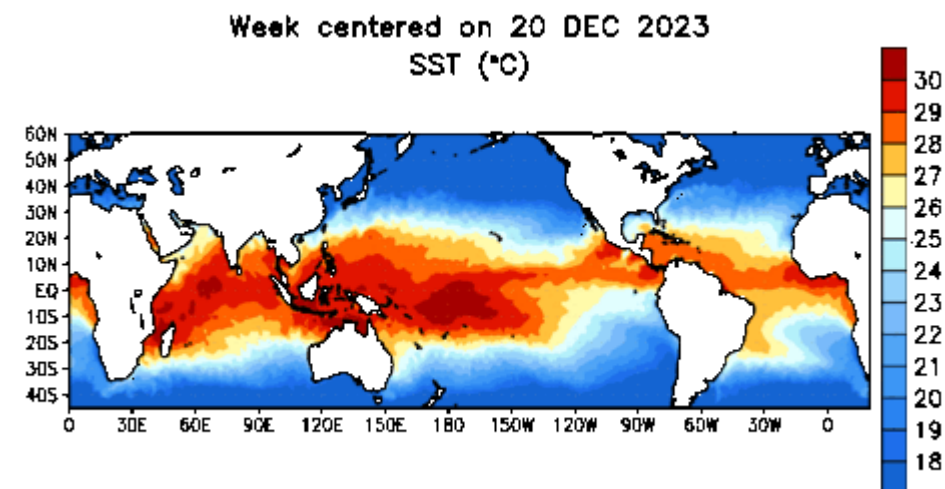 Week centered on 20 DEC 2023
SST (°C)
30
29
28
27
26
25
24
23
22
21
20
19
18
60N
50N
40N
30N
20N
10N
EQ
10S
20S
30S
40S
0 30E 60E 90E 120E 150E 180 150W 120W 90W 60W 30W 0